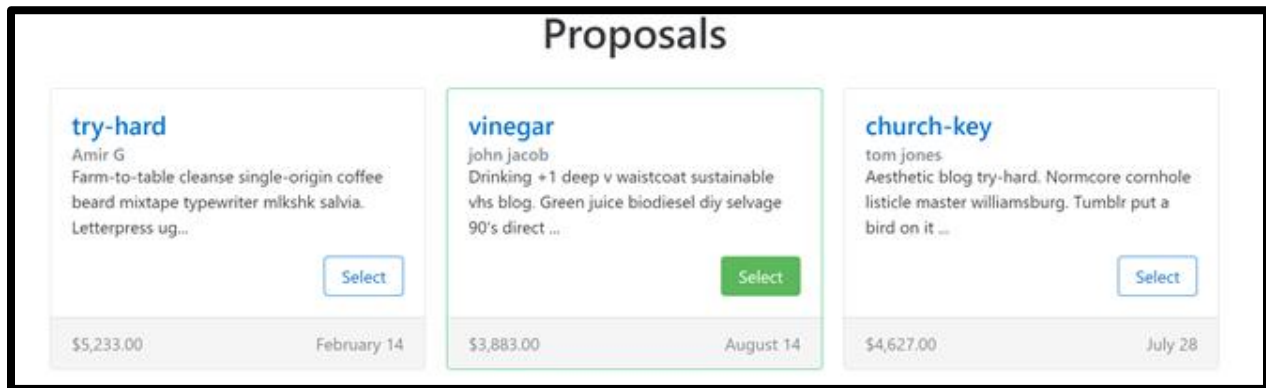 Proposals
try-hard
Amir G
Farm-to-table cleanse single-origin coffee
beard mixtape typewriter mlkshk salvia.
Letterpress ug...
Select
$5,233.00
February 14
vinegar
john jacob
Drinking +1 deep v waistcoat sustainable
vhs blog. Green juice biodiesel diy selvage
90's direct ...
Select
$3,883.00
August 14
church-key
tom jones
Aesthetic blog try-hard. Normcore cornhole
listicle master williamsburg. Tumblr put a
bird on it ...
Select
$4,627.00
July 28